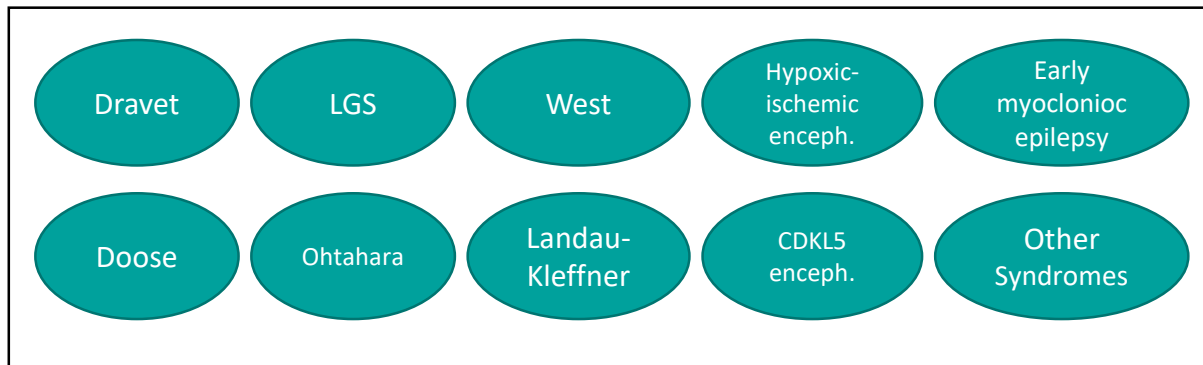 Dravet
LGS
West
Hypoxic-
ischemic
enceph.
Early
myoclonioc
epilepsy
Doose
Ohtahara
Landau-
Kleffner
CDKL5
enceph.
Other
Syndromes